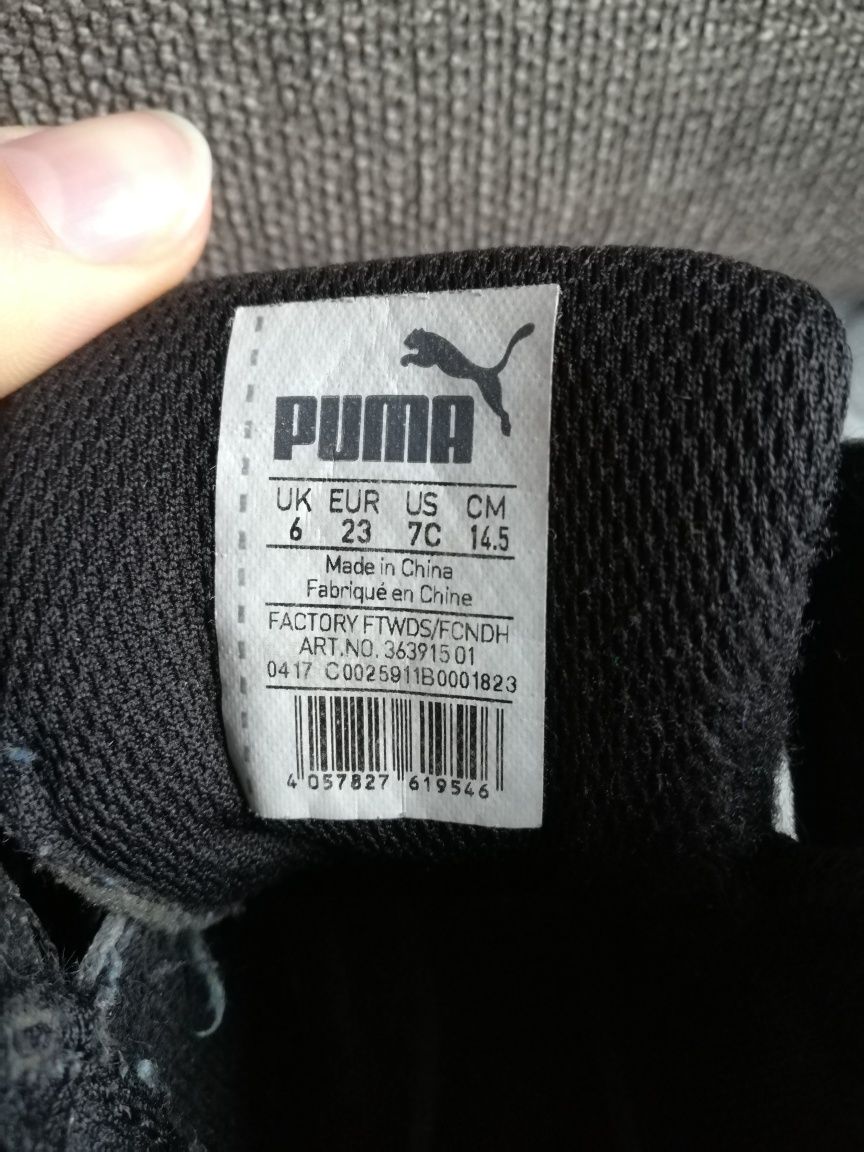 PUMA
UK EUR US CM
6 23 7C 14.5
Made in China
Fabriqué en Chine
FACTORY FTWDS/FCNDH
ART.NO. 363915 01
0417 C0025911B0001823
4 057827 619546